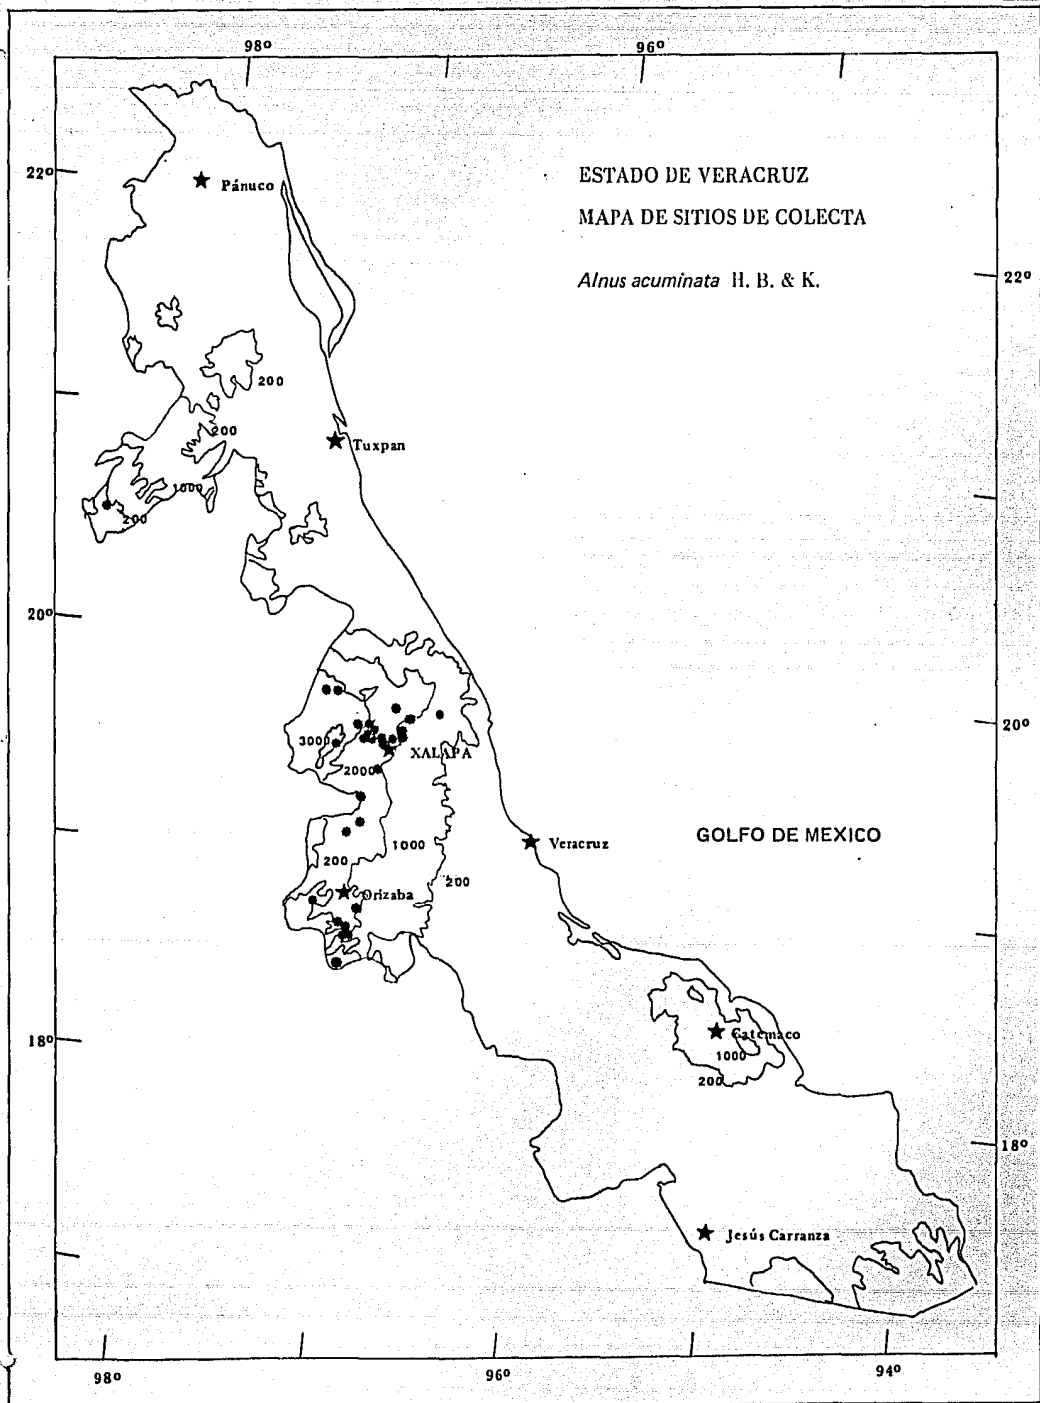 98°
96°
22°
Pánuco
ESTADO DE VERACRUZ
MAPA DE SITIOS DE COLECTA
Alnus acuminata H. B. & K.
22°
200
200
Tuxpan
1000
200
20°
20°
3000
XALAPA
2000
GOLFO DE MEXICO
Veracruz
1000
200
200
Orizaba
18°
Catemaco
1000
200
18°
Jesús Carranza
98°
96°
94°